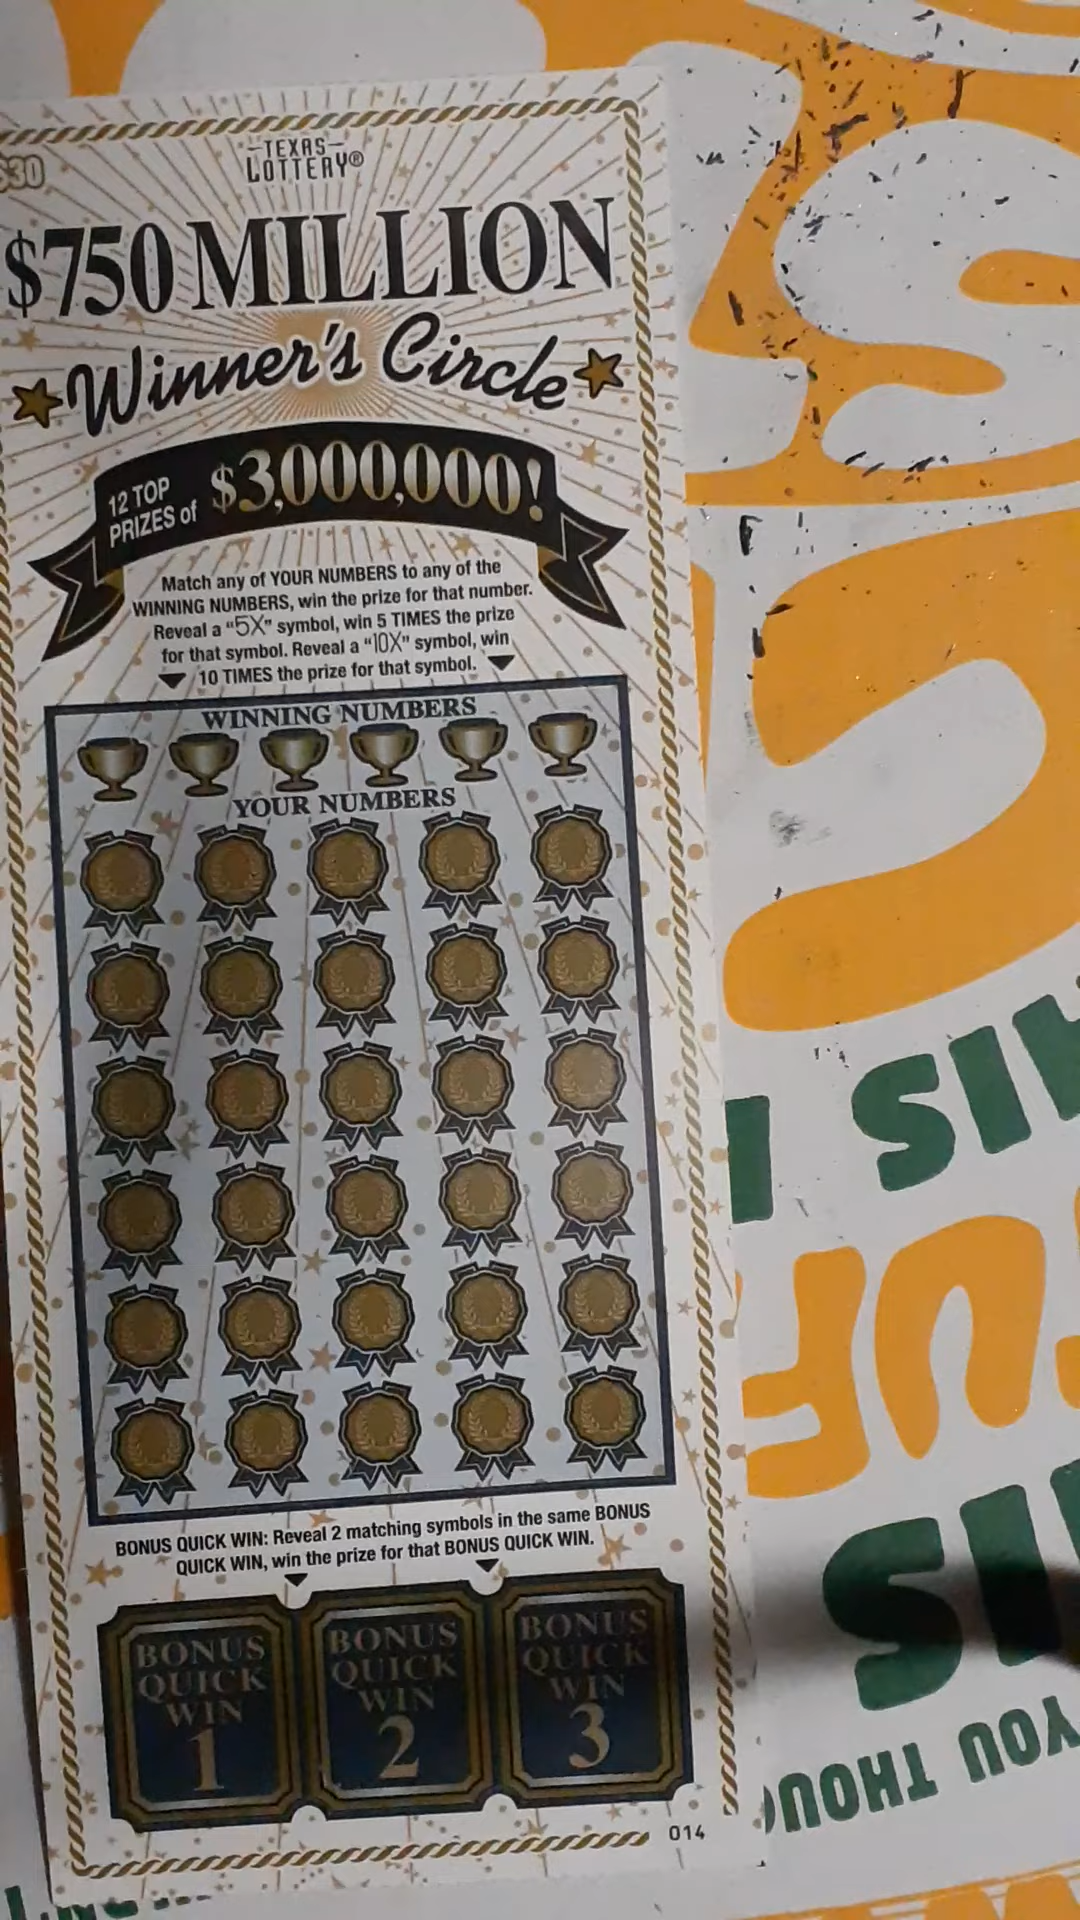 $30
TEXAS
LOTTERY®
$750 MILLION
Winner's Circle
12 TOP
PRIZES of
$3,000,000!
Match any of YOUR NUMBERS to any of the
WINNING NUMBERS, win the prize for that number.
Reveal a “5X” symbol, win 5 TIMES the prize
for that symbol. Reveal a “10X” symbol, win
10 TIMES the prize for that symbol.
WINNING NUMBERS
YOUR NUMBERS
BONUS QUICK WIN: Reveal 2 matching symbols in the same BONUS
QUICK WIN, win the prize for that BONUS QUICK WIN.
BONUS
QUICK
WIN
1
BONUS
QUICK
WIN
2
BONUS
QUICK
WIN
3
014
YOU